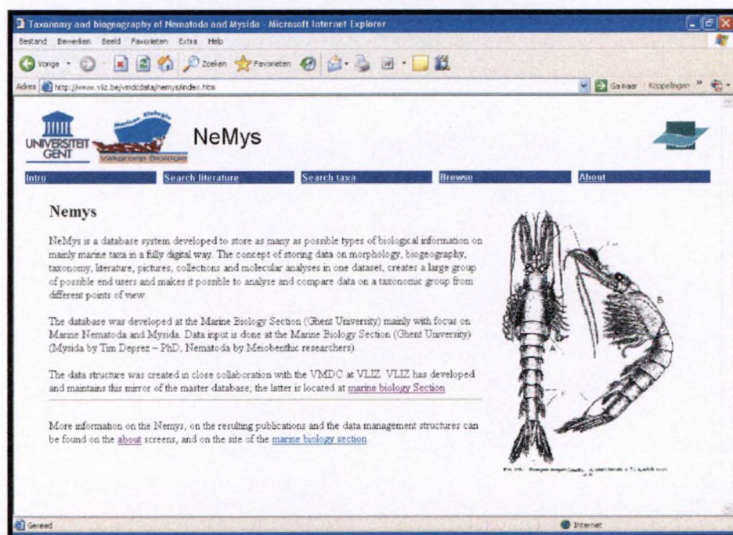 Taxonomy and biogeography of Nematoda and Mysida - Microsoft Internet Explorer
Bestand Bewerken Beeld Favorieten Extra Help
Vorige Zoeken Favorieten
Adres http://www.vliz.be/vmdcdata/nemys/index.htm Ga naar Koppelingen »
UNIVERSITEIT GENT
Vakgroep Biologie
NeMys
Intro Search literature Search taxa Browse About
Nemys
NeMys is a database system developed to store as many as possible types of biological information on
mainly marine taxa in a fully digital way. The concept of storing data on morphology, biogeography,
taxonomy, literature, pictures, collections and molecular analyses in one dataset, creates a large group
of possible end users and makes it possible to analyse and compare data on a taxonomic group from
different points of view.
The database was developed at the Marine Biology Section (Ghent University) mainly with focus on
Marine Nematoda and Mysida. Data input is done at the Marine Biology Section (Ghent University)
(Mysida by Tim Deprez – PhD, Nematoda by Meiobenthic researchers)
The data structure was created in close collaboration with the VMDC at VLIZ. VLIZ has developed
and maintains this mirror of the master database; the latter is located at marine biology Section
More information on the Nemys, on the resulting publications and the data management structures can
be found on the about screens, and on the site of the marine biology section
A
B
Gereed Internet